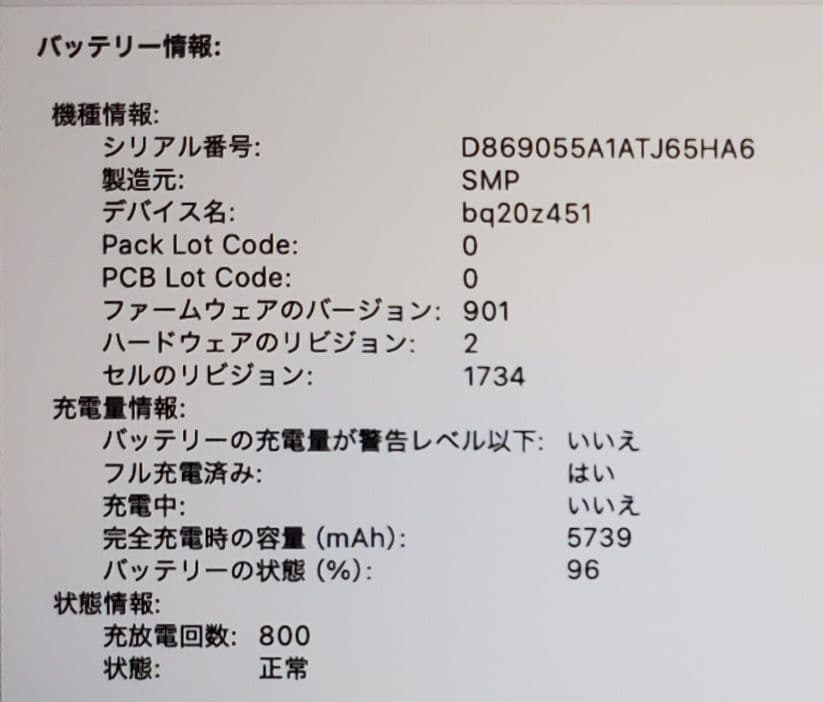 バッテリー情報:
機種情報:
シリアル番号: D869055A1ATJ65HA6
製造元: SMP
デバイス名: bq20z451
Pack Lot Code: 0
PCB Lot Code: 0
ファームウェアのバージョン: 901
ハードウェアのリビジョン: 2
セルのリビジョン: 1734
充電量情報:
バッテリーの充電量が警告レベル以下: いいえ
フル充電済み: はい
充電中: いいえ
完全充電時の容量 (mAh): 5739
バッテリーの状態 (%): 96
状態情報:
充放電回数: 800
状態: 正常